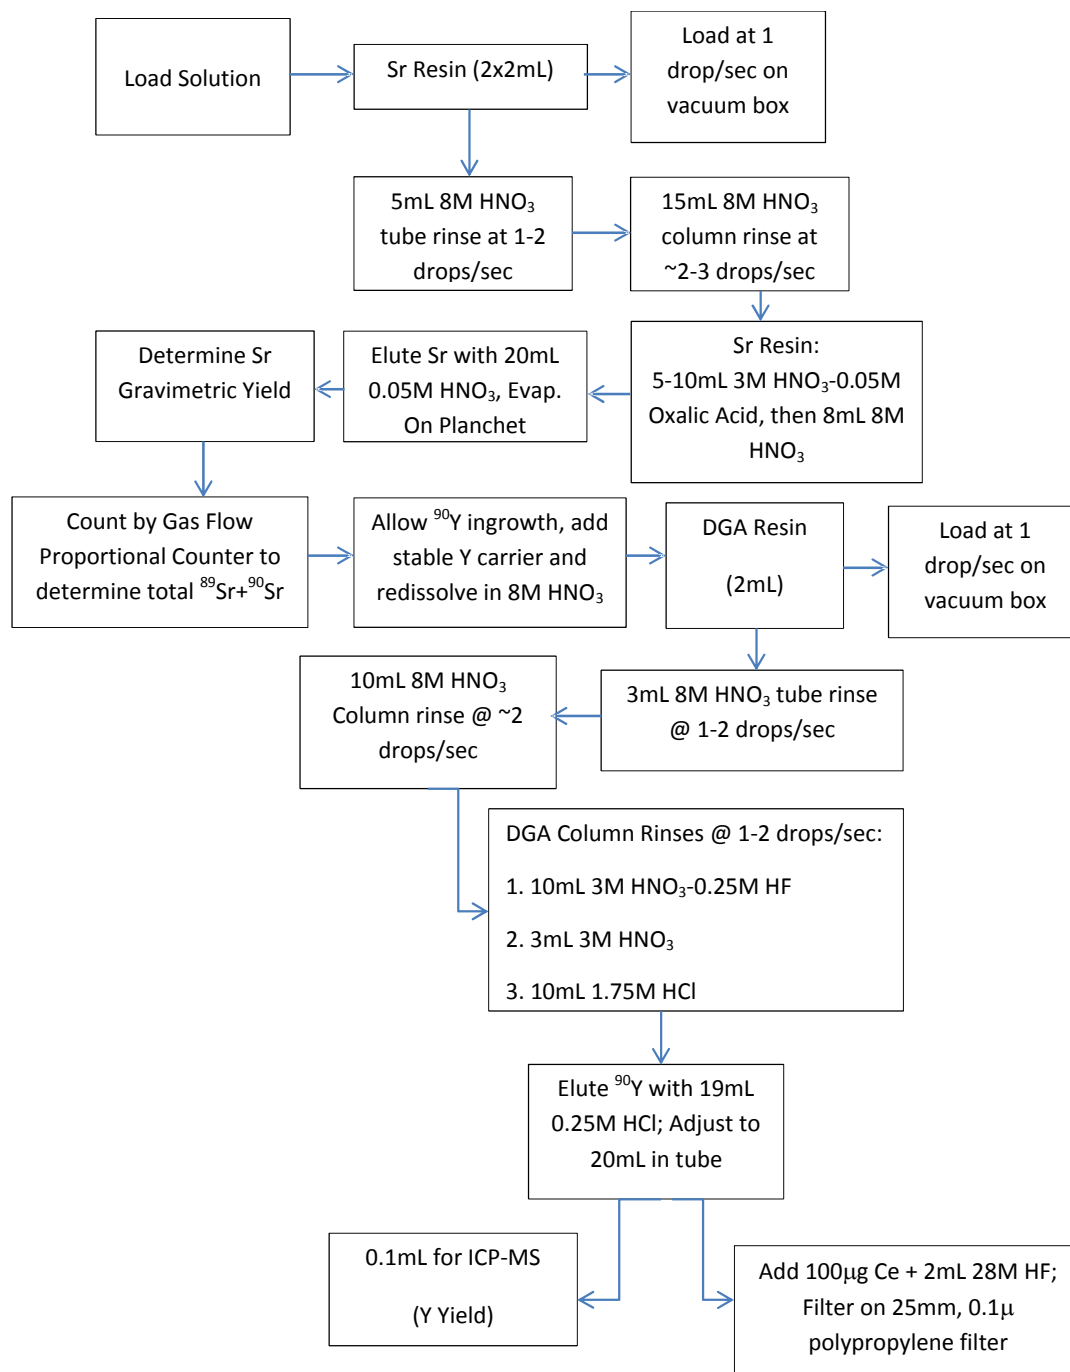 Load Solution
Sr Resin (2x2mL)
Load at 1
drop/sec on
vacuum box
5mL 8M HNO₃
tube rinse at 1-2
drops/sec
15mL 8M HNO₃
column rinse at
~2-3 drops/sec
Sr Resin:
5-10mL 3M HNO₃-0.05M
Oxalic Acid, then 8mL 8M
HNO₃
Elute Sr with 20mL
0.05M HNO₃, Evap.
On Planchet
Determine Sr
Gravimetric Yield
Count by Gas Flow
Proportional Counter to
determine total ⁸⁹Sr+⁹⁰Sr
Allow ⁹⁰Y ingrowth, add
stable Y carrier and
redissolve in 8M HNO₃
DGA Resin
(2mL)
Load at 1
drop/sec on
vacuum box
3mL 8M HNO₃ tube rinse
@ 1-2 drops/sec
10mL 8M HNO₃
Column rinse @ ~2
drops/sec
DGA Column Rinses @ 1-2 drops/sec:
1. 10mL 3M HNO₃-0.25M HF
2. 3mL 3M HNO₃
3. 10mL 1.75M HCl
Elute ⁹⁰Y with 19mL
0.25M HCl; Adjust to
20mL in tube
0.1mL for ICP-MS
(Y Yield)
Add 100µg Ce + 2mL 28M HF;
Filter on 25mm, 0.1µ
polypropylene filter